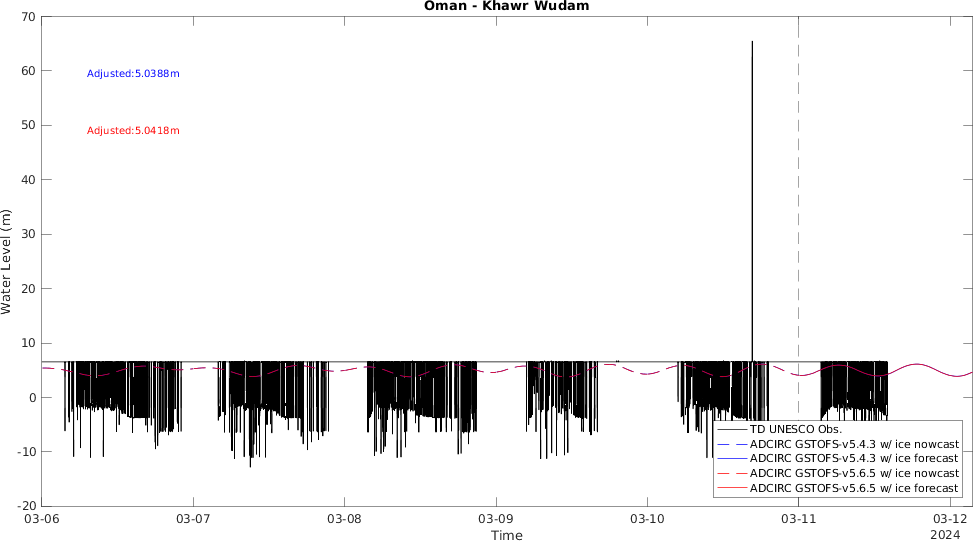 Oman - Khawr Wudam
70
60
50
40
30
20
10
0
-10
-20
Water Level (m)
Adjusted:5.0388m
Adjusted:5.0418m
TD UNESCO Obs.
ADCIRC GSTOFS-v5.4.3 w/ ice nowcast
ADCIRC GSTOFS-v5.4.3 w/ ice forecast
ADCIRC GSTOFS-v5.6.5 w/ ice nowcast
ADCIRC GSTOFS-v5.6.5 w/ ice forecast
03-06 03-07 03-08 03-09 03-10 03-11 03-12
Time
2024